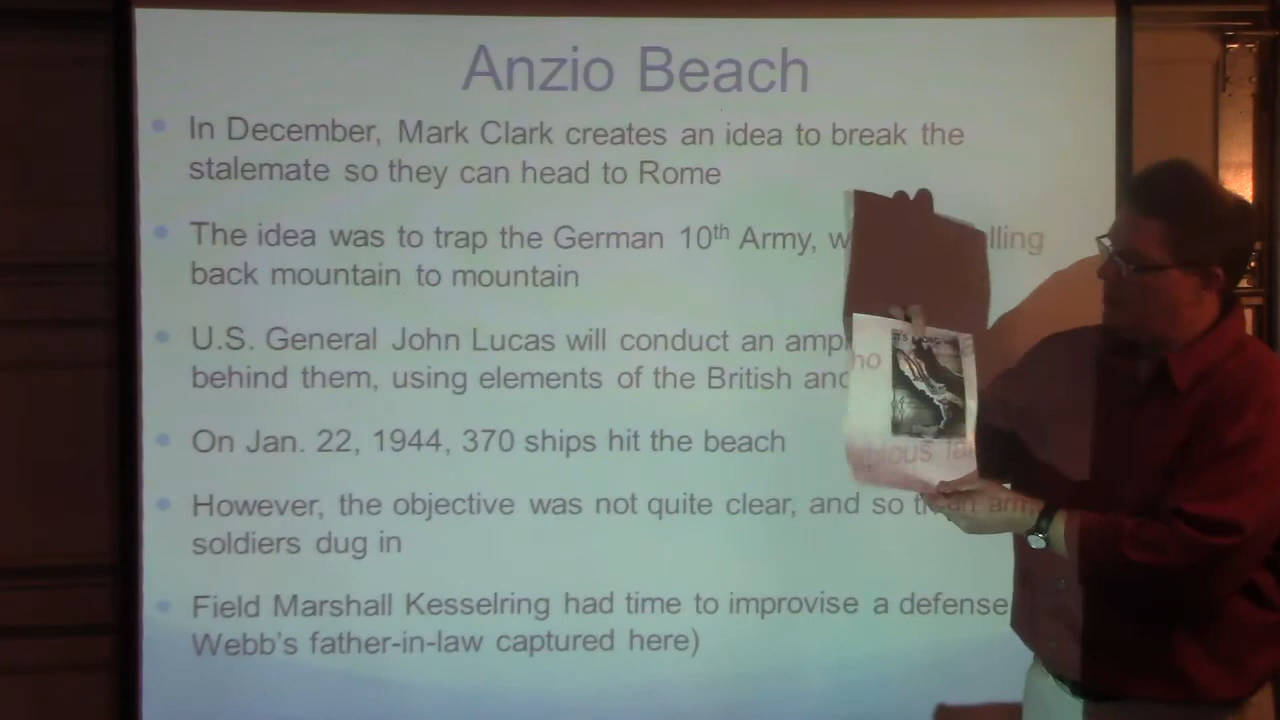 Anzio Beach
In December, Mark Clark creates an idea to break the
stalemate so they can head to Rome
The idea was to trap the German 10th Army, w lling
back mountain to mountain
U.S. General John Lucas will conduct an amp
behind them, using elements of the British and
On Jan. 22, 1944, 370 ships hit the beach
However, the objective was not quite clear, and so
soldiers dug in
Field Marshall Kesselring had time to improvise a defense
Webb's father-in-law captured here)